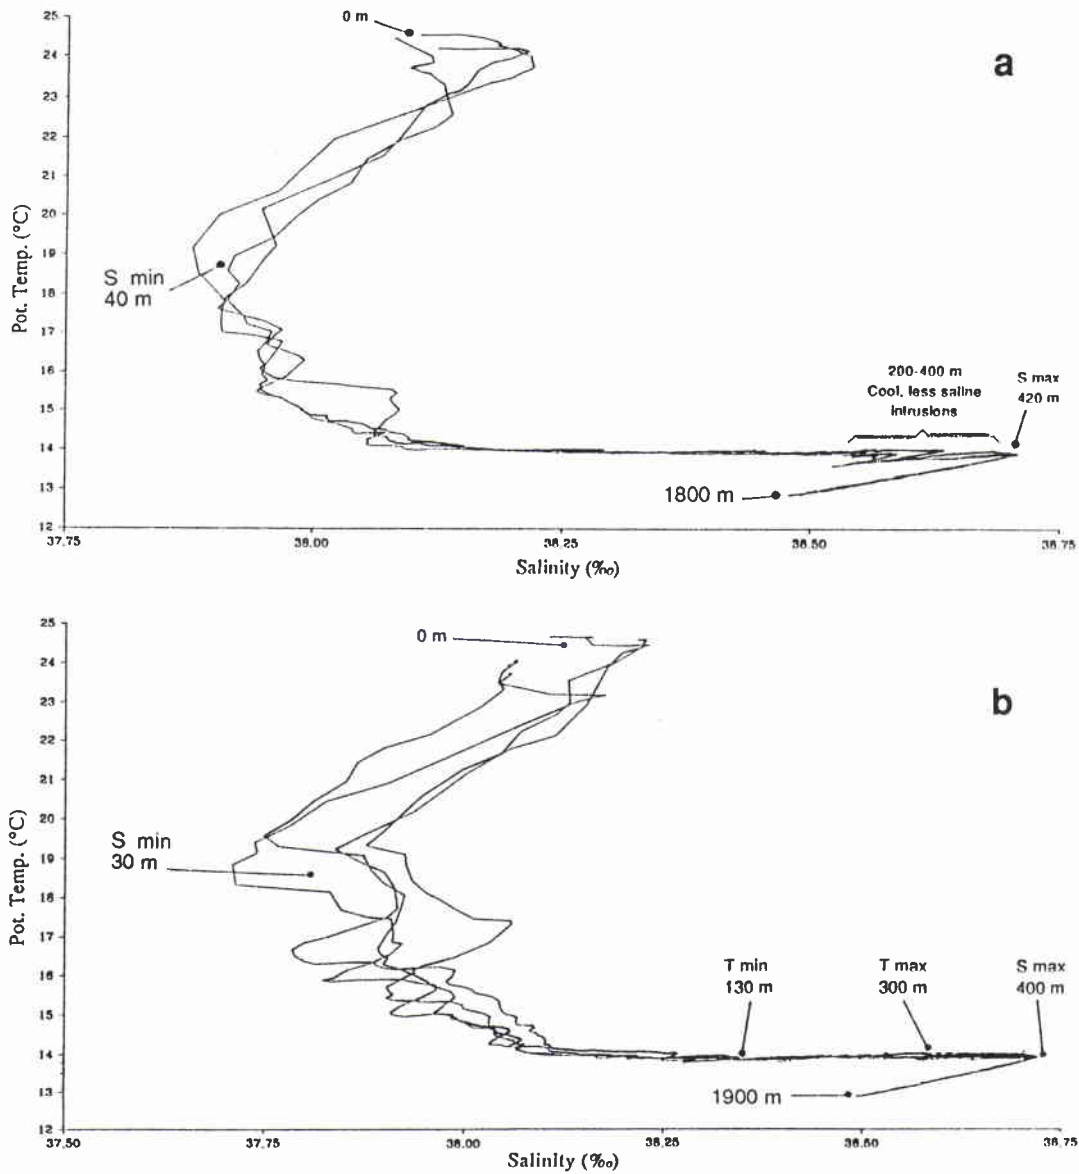 25
0 m
24
a
23
22
21
20
19
S min
40 m
18
17
16
200-400 m
Cool, less saline
intrusions
S max
420 m
15
14
13
1800 m
12
37.75
38.00
38.25
38.50
38.75
Pot. Temp. (°C)
Salinity (‰)
25
0 m
24
b
23
22
21
20
S min
30 m
19
18
17
16
T min
130 m
T max
300 m
S max
400 m
15
14
13
1900 m
12
37.50
37.75
38.00
38.25
38.50
38.75
Pot. Temp. (°C)
Salinity (‰)